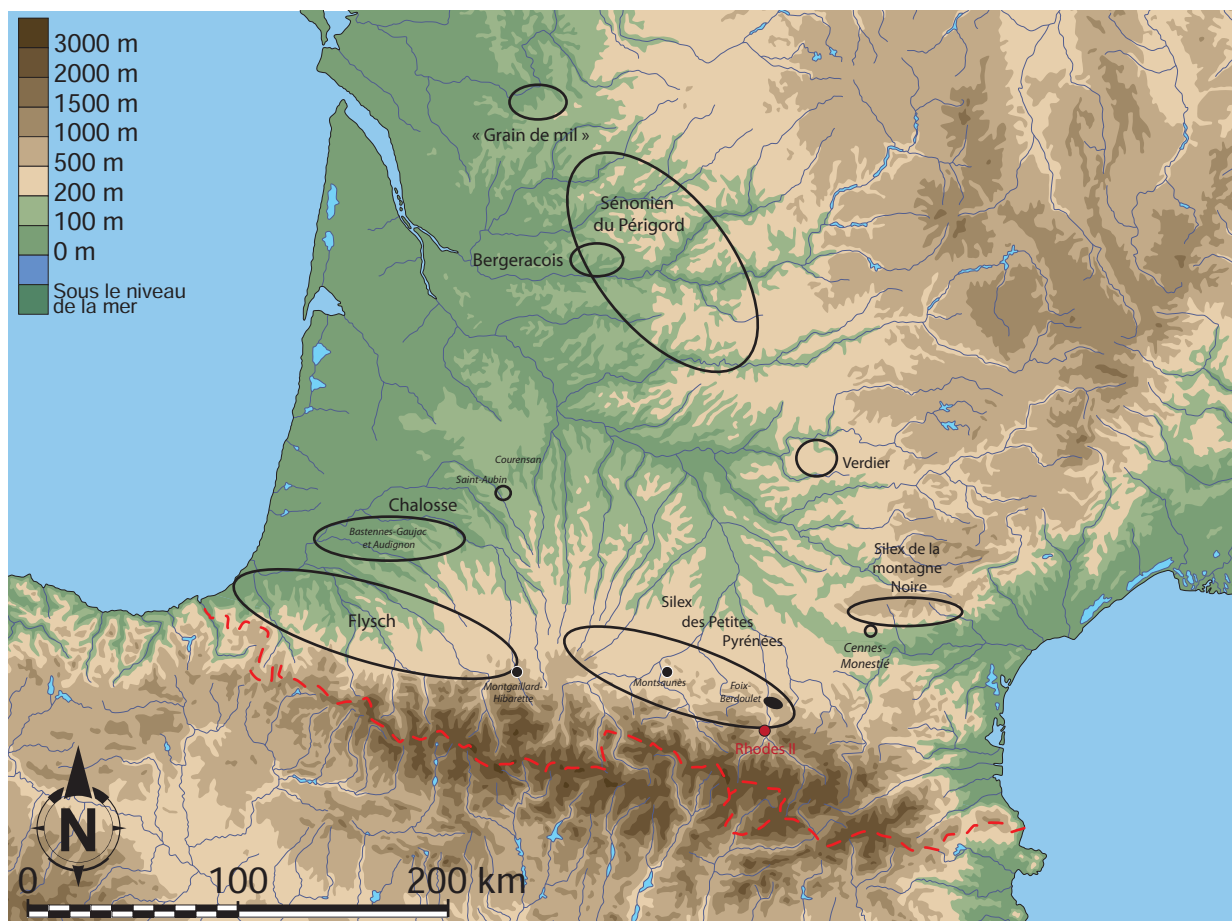 3000 m
2000 m
1500 m
1000 m
500 m
200 m
100 m
0 m
Sous le niveau
de la mer
« Grain de mil »
Sénonien
du Périgord
Bergeracois
Verdier
Courensan
Saint-Aubin
Chalosse
Bastennes-Gaujac
et Audignon
Silex de la
montagne
Noire
Flysch
Silex
des Petites
Pyrénées
Cennes-
Monestié
Montgaillard-
Hibarette
Montsaunès
Foix-
Berdoulet
Rhodes II
N
0
100
200 km